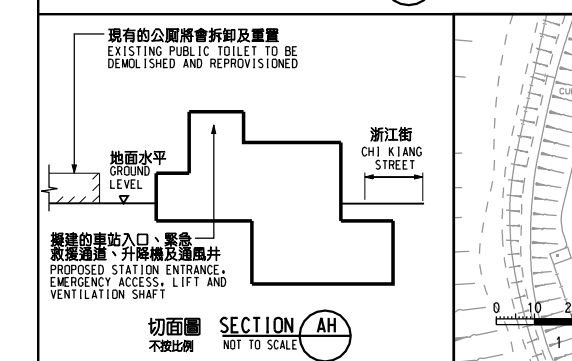 現有的公厠將會拆卸及重置
EXISTING PUBLIC TOILET TO BE
DEMOLISHED AND REPROVISIONED
浙江街
CHI KIANG
STREET
地面水平
GROUND
LEVEL
擬建的車站入口、緊急
救援通道、升降機及通風井
PROPOSED STATION ENTRANCE,
EMERGENCY ACCESS, LIFT AND
VENTILATION SHAFT
切面圖 SECTION AH
不按比例 NOT TO SCALE
0 10
1